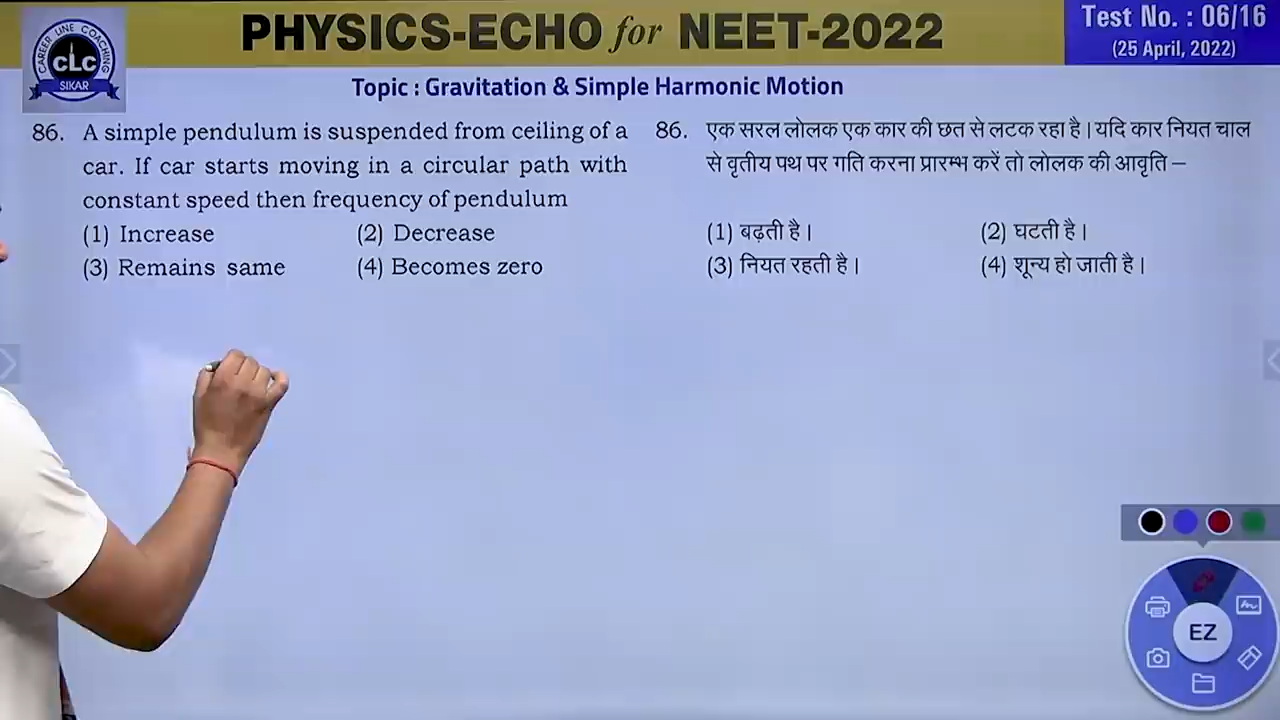 PHYSICS-ECHO for NEET-2022
Test No. : 06/16
(25 April, 2022)
CAREER LINE COACHING
CLC
SIKAR
Topic : Gravitation & Simple Harmonic Motion
86. A simple pendulum is suspended from ceiling of a
car. If car starts moving in a circular path with
constant speed then frequency of pendulum
(1) Increase (2) Decrease
(3) Remains same (4) Becomes zero
86. एक सरल लोलक एक कार की छत से लटक रहा है। यदि कार नियत चाल
से वृतीय पथ पर गति करना प्रारम्भ करें तो लोलक की आवृति –
(1) बढ़ती है। (2) घटती है।
(3) नियत रहती है। (4) शून्य हो जाती है।
EZ